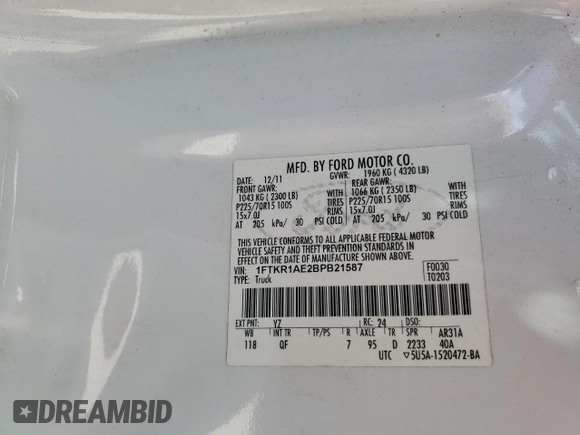 MFD. BY FORD MOTOR CO.
DATE: 12/11 GVWR: 1960 KG ( 4320 LB)
FRONT GAWR: REAR GAWR:
1043 KG ( 2300 LB) WITH 1066 KG ( 2350 LB) WITH
P225/70R15 100S TIRES P225/70R15 100S TIRES
15x7.0J RIMS 15x7.0J RIMS
AT 205 kPa/ 30 PSI COLD AT 205 kPa/ 30 PSI COLD
THIS VEHICLE CONFORMS TO ALL APPLICABLE FEDERAL MOTOR
VEHICLE SAFETY AND THEFT PREVENTION STANDARDS IN
EFFECT ON THE DATE OF MANUFACTURE SHOWN ABOVE.
VIN: 1FTKR1AE2BPB21587 F0030
TYPE: Truck T0203
EXT PNT: Y7 RC: 24 DSO:
WB INT TR TP/PS R AXLE TR SPR AR31A
118 QF 7 95 D 2233 40A
UTC 5U5A-1520472-BA
DREAMBID